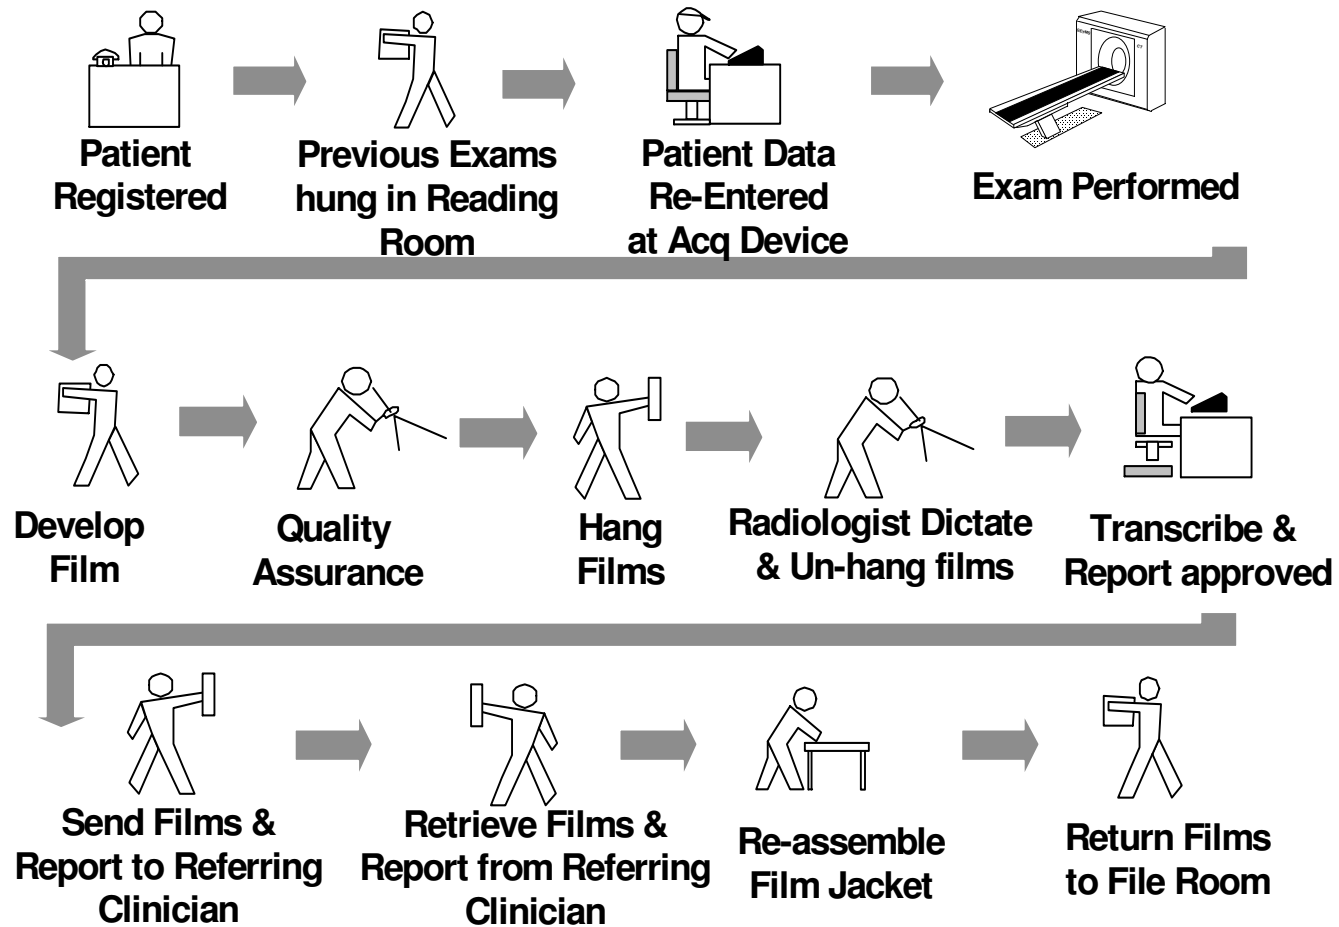 Patient
Registered
Previous Exams
hung in Reading
Room
Patient Data
Re-Entered
at Acq Device
Exam Performed
Develop
Film
Quality
Assurance
Hang
Films
Radiologist Dictate
& Un-hang films
Transcribe &
Report approved
Send Films &
Report to Referring
Clinician
Retrieve Films &
Report from Referring
Clinician
Re-assemble
Film Jacket
Return Films
to File Room